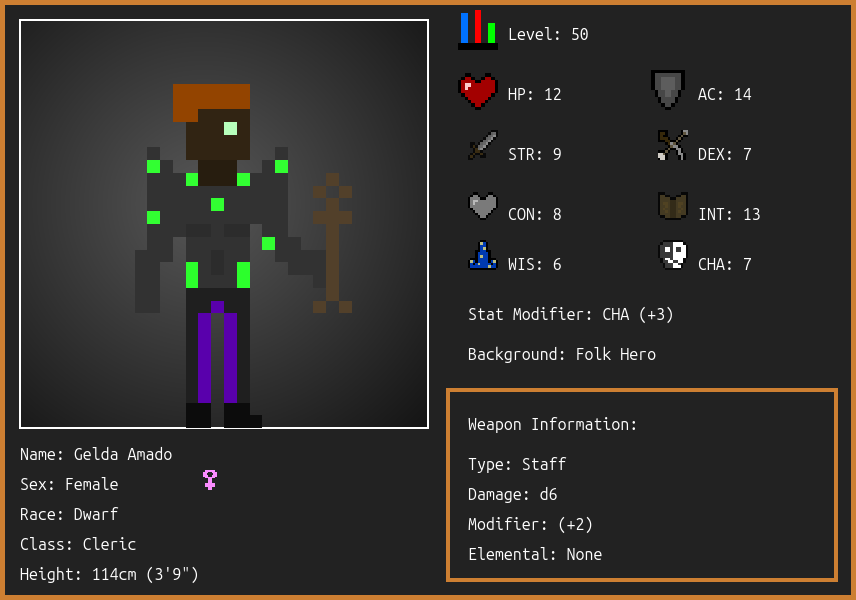 Level: 50
HP: 12
AC: 14
STR: 9
DEX: 7
CON: 8
INT: 13
WIS: 6
CHA: 7
Stat Modifier: CHA (+3)
Background: Folk Hero
Weapon Information:
Type: Staff
Damage: d6
Modifier: (+2)
Elemental: None
Name: Gelda Amado
Sex: Female
Race: Dwarf
Class: Cleric
Height: 114cm (3'9")